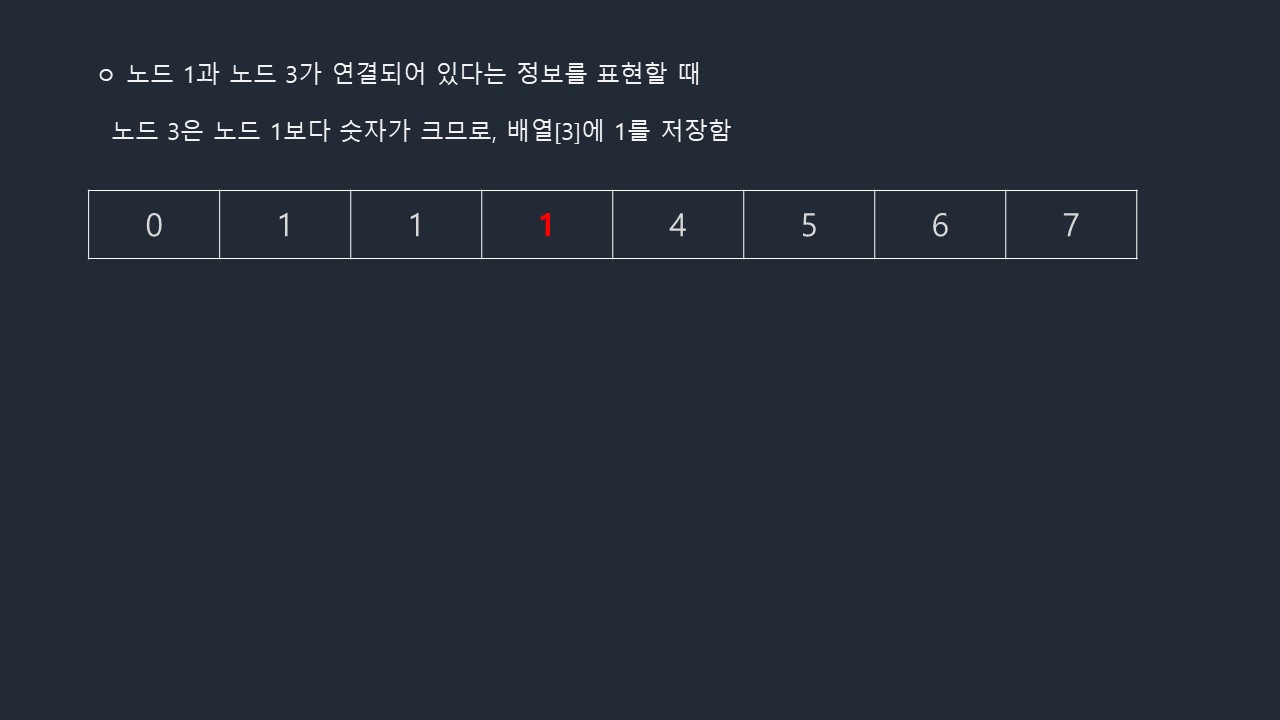 ㅇ 노드 1과 노드 3가 연결되어 있다는 정보를 표현할 때
노드 3은 노드 1보다 숫자가 크므로, 배열[3]에 1를 저장함
0 1 1 1 4 5 6 7